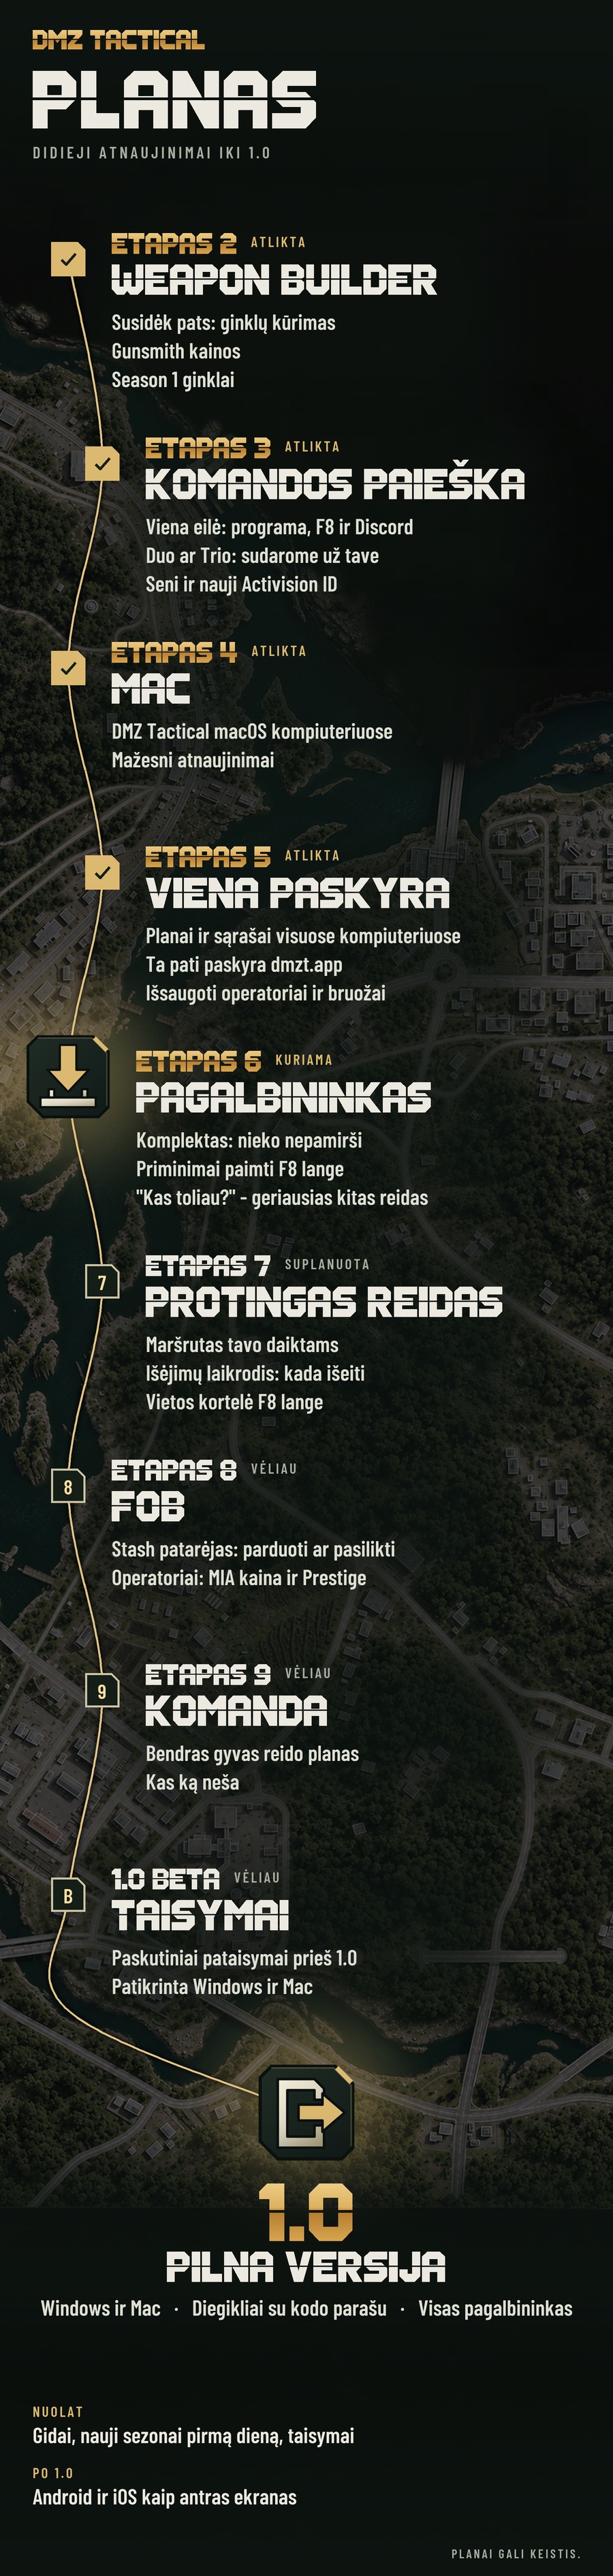 DMZ TACTICAL
PLANAS
DIDIEJI ATNAUJINIMAI IKI 1.0
ETAPAS 2 ATLIKTA
WEAPON BUILDER
Susidėk pats: ginklų kūrimas
Gunsmith kainos
Season 1 ginklai
ETAPAS 3 ATLIKTA
KOMANDOS PAIEŠKA
Viena eilė: programa, F8 ir Discord
Duo ar Trio: sudarome už tave
Seni ir nauji Activision ID
ETAPAS 4 ATLIKTA
MAC
DMZ Tactical macOS kompiuteriuose
Mažesni atnaujinimai
ETAPAS 5 ATLIKTA
VIENA PASKYRA
Planai ir sąrašai visuose kompiuteriuose
Ta pati paskyra dmzt.app
Išsaugoti operatoriai ir bruožai
ETAPAS 6 KURIAMA
PAGALBININKAS
Komplektas: nieko nepamirši
Priminimai paimti F8 lange
"Kas toliau?" - geriausias kitas reidas
7
ETAPAS 7 SUPLANUOTA
PROTINGAS REIDAS
Maršrutas tavo daiktams
Išėjimų laikrodis: kada išeiti
Vietos kortelė F8 lange
8
ETAPAS 8 VĖLIAU
FOB
Stash patarėjas: parduoti ar pasilikti
Operatoriai: MIA kaina ir Prestige
9
ETAPAS 9 VĖLIAU
KOMANDA
Bendras gyvas reido planas
Kas ką neša
B
1.0 BETA VĖLIAU
TAISYMAI
Paskutiniai pataisymai prieš 1.0
Patikrinta Windows ir Mac
1.0
PILNA VERSIJA
Windows ir Mac · Diegikliai su kodo parašu · Visas pagalbininkas
NUOLAT
Gidai, nauji sezonai pirmą dieną, taisymai
PO 1.0
Android ir iOS kaip antras ekranas
PLANAI GALI KEISTIS.